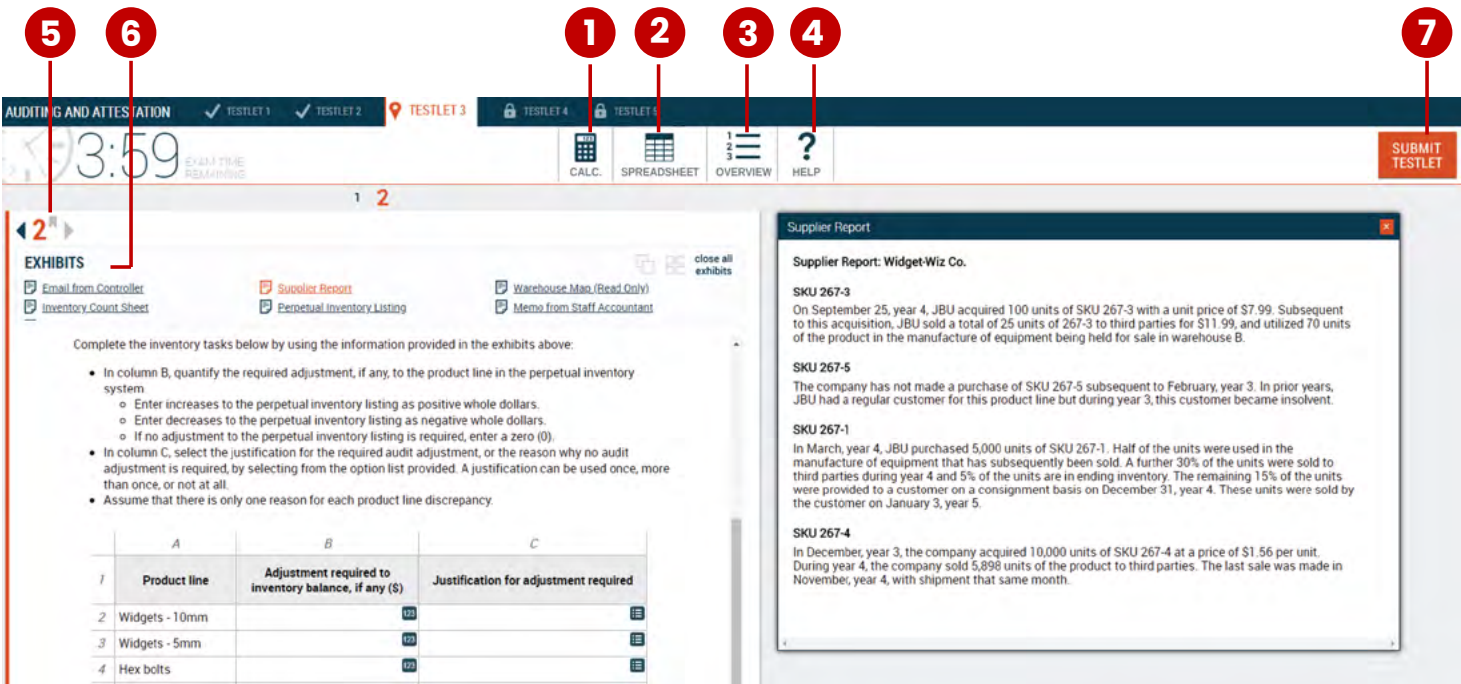 5 6 1 2 3 4 7
AUDITING AND ATTESTATION TESTLET 1 TESTLET 2 TESTLET 3 TESTLET 4 TESTLET 5
3:59 EXAM TIME
REMAINING
CALC. SPREADSHEET OVERVIEW HELP
SUBMIT
TESTLET
1 2
2
EXHIBITS
close all
exhibits
Email from Controller Supplier Report Warehouse Map (Read Only)
Inventory Count Sheet Perpetual Inventory Listing Memo from Staff Accountant
Complete the inventory tasks below by using the information provided in the exhibits above:
• In column B, quantify the required adjustment, if any, to the product line in the perpetual inventory
system
○ Enter increases to the perpetual inventory listing as positive whole dollars.
○ Enter decreases to the perpetual inventory listing as negative whole dollars.
○ If no adjustment to the perpetual inventory listing is required, enter a zero (0).
• In column C, select the justification for the required audit adjustment, or the reason why no audit
adjustment is required, by selecting from the option list provided. A justification can be used once, more
than once, or not at all.
• Assume that there is only one reason for each product line discrepancy.
A B C
1 Product line Adjustment required to
inventory balance, if any ($) Justification for adjustment required
2 Widgets - 10mm 123
3 Widgets - 5mm 123
4 Hex bolts 123
Supplier Report
Supplier Report: Widget-Wiz Co.
SKU 267-3
On September 25, year 4, JBU acquired 100 units of SKU 267-3 with a unit price of $7.99. Subsequent
to this acquisition, JBU sold a total of 25 units of 267-3 to third parties for $11.99, and utilized 70 units
of the product in the manufacture of equipment being held for sale in warehouse B.
SKU 267-5
The company has not made a purchase of SKU 267-5 subsequent to February, year 3. In prior years,
JBU had a regular customer for this product line but during year 3, this customer became insolvent.
SKU 267-1
In March, year 4, JBU purchased 5,000 units of SKU 267-1. Half of the units were used in the
manufacture of equipment that has subsequently been sold. A further 30% of the units were sold to
third parties during year 4 and 5% of the units are in ending inventory. The remaining 15% of the units
were provided to a customer on a consignment basis on December 31, year 4. These units were sold by
the customer on January 3, year 5.
SKU 267-4
In December, year 3, the company acquired 10,000 units of SKU 267-4 at a price of $1.56 per unit.
During year 4, the company sold 5,898 units of the product to third parties. The last sale was made in
November, year 4, with shipment that same month.